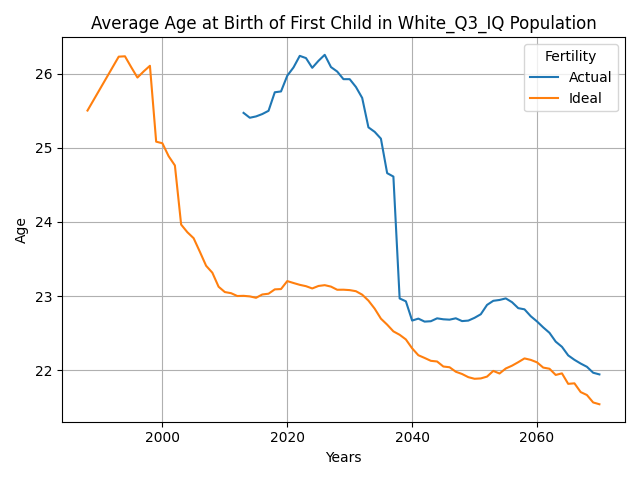 Average Age at Birth of First Child in White_Q3_IQ Population
Fertility
Actual
Ideal
Age
26
25
24
23
22
2000
2020
2040
2060
Years